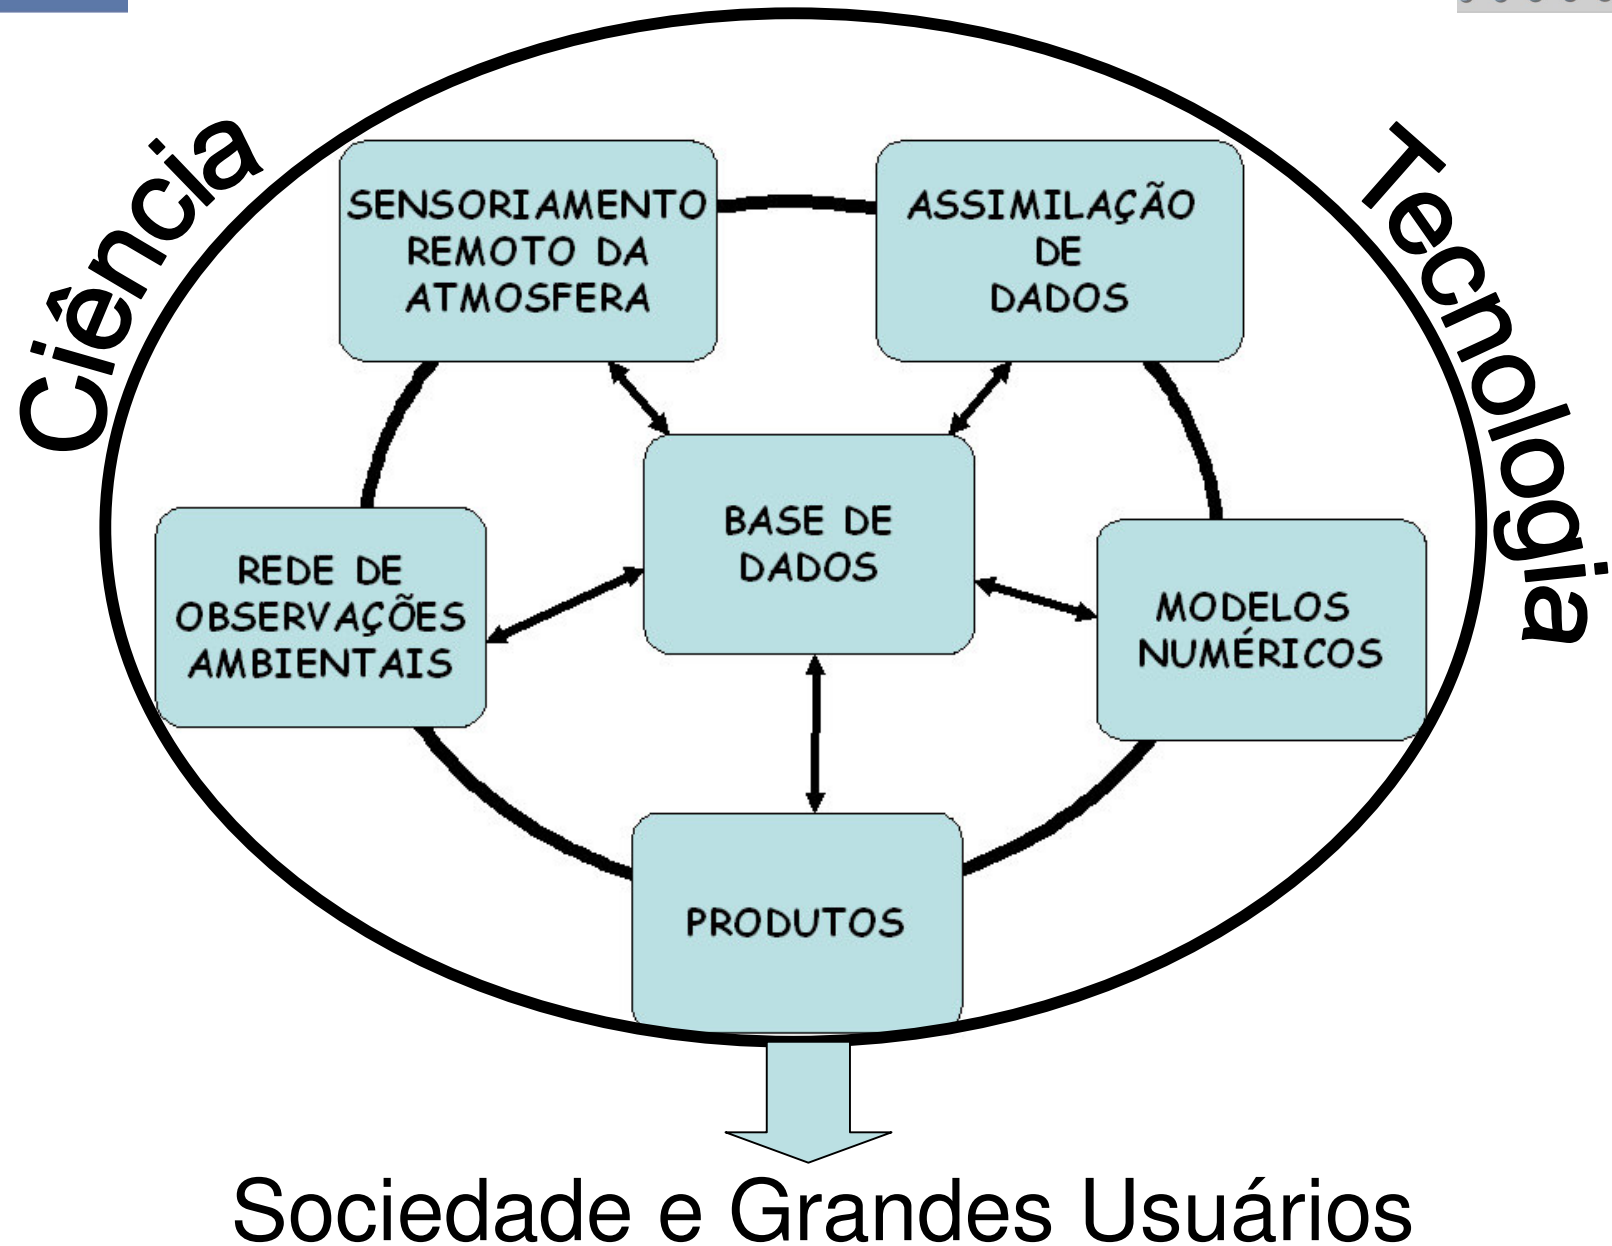 Ciência
Tecnologia
SENSORIAMENTO
REMOTO DA
ATMOSFERA
ASSIMILAÇÃO
DE
DADOS
BASE DE
DADOS
REDE DE
OBSERVAÇÕES
AMBIENTAIS
MODELOS
NUMÉRICOS
PRODUTOS
Sociedade e Grandes Usuários